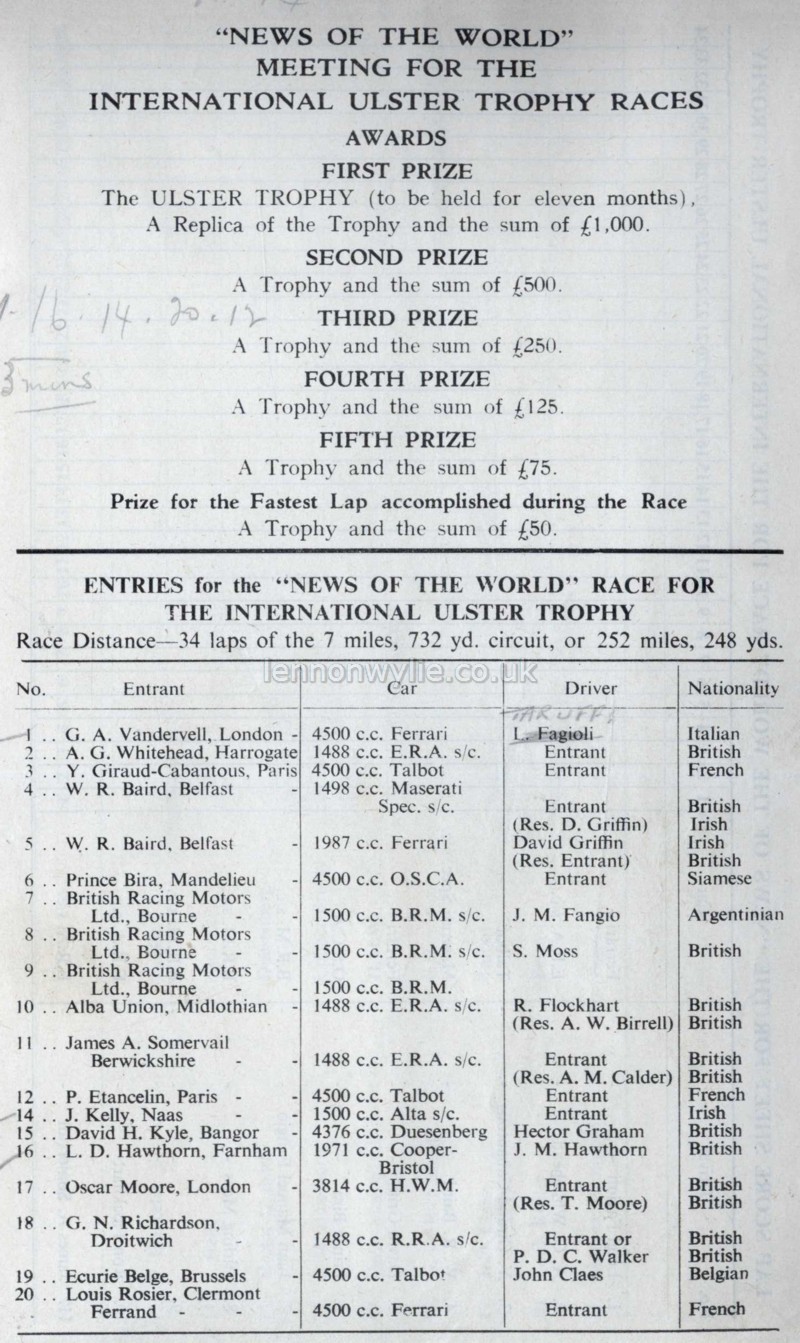 "NEWS OF THE WORLD"
MEETING FOR THE
INTERNATIONAL ULSTER TROPHY RACES
AWARDS
FIRST PRIZE
The ULSTER TROPHY (to be held for eleven months),
A Replica of the Trophy and the sum of £1,000.
SECOND PRIZE
A Trophy and the sum of £500.
16 . 14 . 20 . 12
THIRD PRIZE
A Trophy and the sum of £250.
3 mins
FOURTH PRIZE
A Trophy and the sum of £125.
FIFTH PRIZE
A Trophy and the sum of £75.
Prize for the Fastest Lap accomplished during the Race
A Trophy and the sum of £50.
ENTRIES for the "NEWS OF THE WORLD" RACE FOR
THE INTERNATIONAL ULSTER TROPHY
Race Distance—34 laps of the 7 miles, 732 yd. circuit, or 252 miles, 248 yds.
lennonwylie.co.uk
No. Entrant Car Driver Nationality
TARUFFI
1 .. G. A. Vandervell, London - 4500 c.c. Ferrari L. Fagioli Italian
2 .. A. G. Whitehead, Harrogate 1488 c.c. E.R.A. s/c. Entrant British
3 .. Y. Giraud-Cabantous, Paris 4500 c.c. Talbot Entrant French
4 .. W. R. Baird, Belfast - 1498 c.c. Maserati
Spec. s/c. Entrant British
(Res. D. Griffin) Irish
5 .. W. R. Baird, Belfast - 1987 c.c. Ferrari David Griffin Irish
(Res. Entrant) British
6 .. Prince Bira, Mandelieu - 4500 c.c. O.S.C.A. Entrant Siamese
7 .. British Racing Motors
Ltd., Bourne - - 1500 c.c. B.R.M. s/c. J. M. Fangio Argentinian
8 .. British Racing Motors
Ltd., Bourne - - 1500 c.c. B.R.M. s/c. S. Moss British
9 .. British Racing Motors
Ltd., Bourne - - 1500 c.c. B.R.M.
10 .. Alba Union, Midlothian - 1488 c.c. E.R.A. s/c. R. Flockhart British
(Res. A. W. Birrell) British
11 .. James A. Somervail
Berwickshire - - 1488 c.c. E.R.A. s/c. Entrant British
(Res. A. M. Calder) British
12 .. P. Etancelin, Paris - - 4500 c.c. Talbot Entrant French
14 .. J. Kelly, Naas - - 1500 c.c. Alta s/c. Entrant Irish
15 .. David H. Kyle, Bangor - 4376 c.c. Duesenberg Hector Graham British
16 .. L. D. Hawthorn, Farnham 1971 c.c. Cooper- J. M. Hawthorn British
Bristol
17 .. Oscar Moore, London - 3814 c.c. H.W.M. Entrant British
(Res. T. Moore) British
18 .. G. N. Richardson,
Droitwich - - 1488 c.c. R.R.A. s/c. Entrant or British
P. D. C. Walker British
19 .. Ecurie Belge, Brussels - 4500 c.c. Talbot John Claes Belgian
20 .. Louis Rosier, Clermont
Ferrand - - - 4500 c.c. Ferrari Entrant French